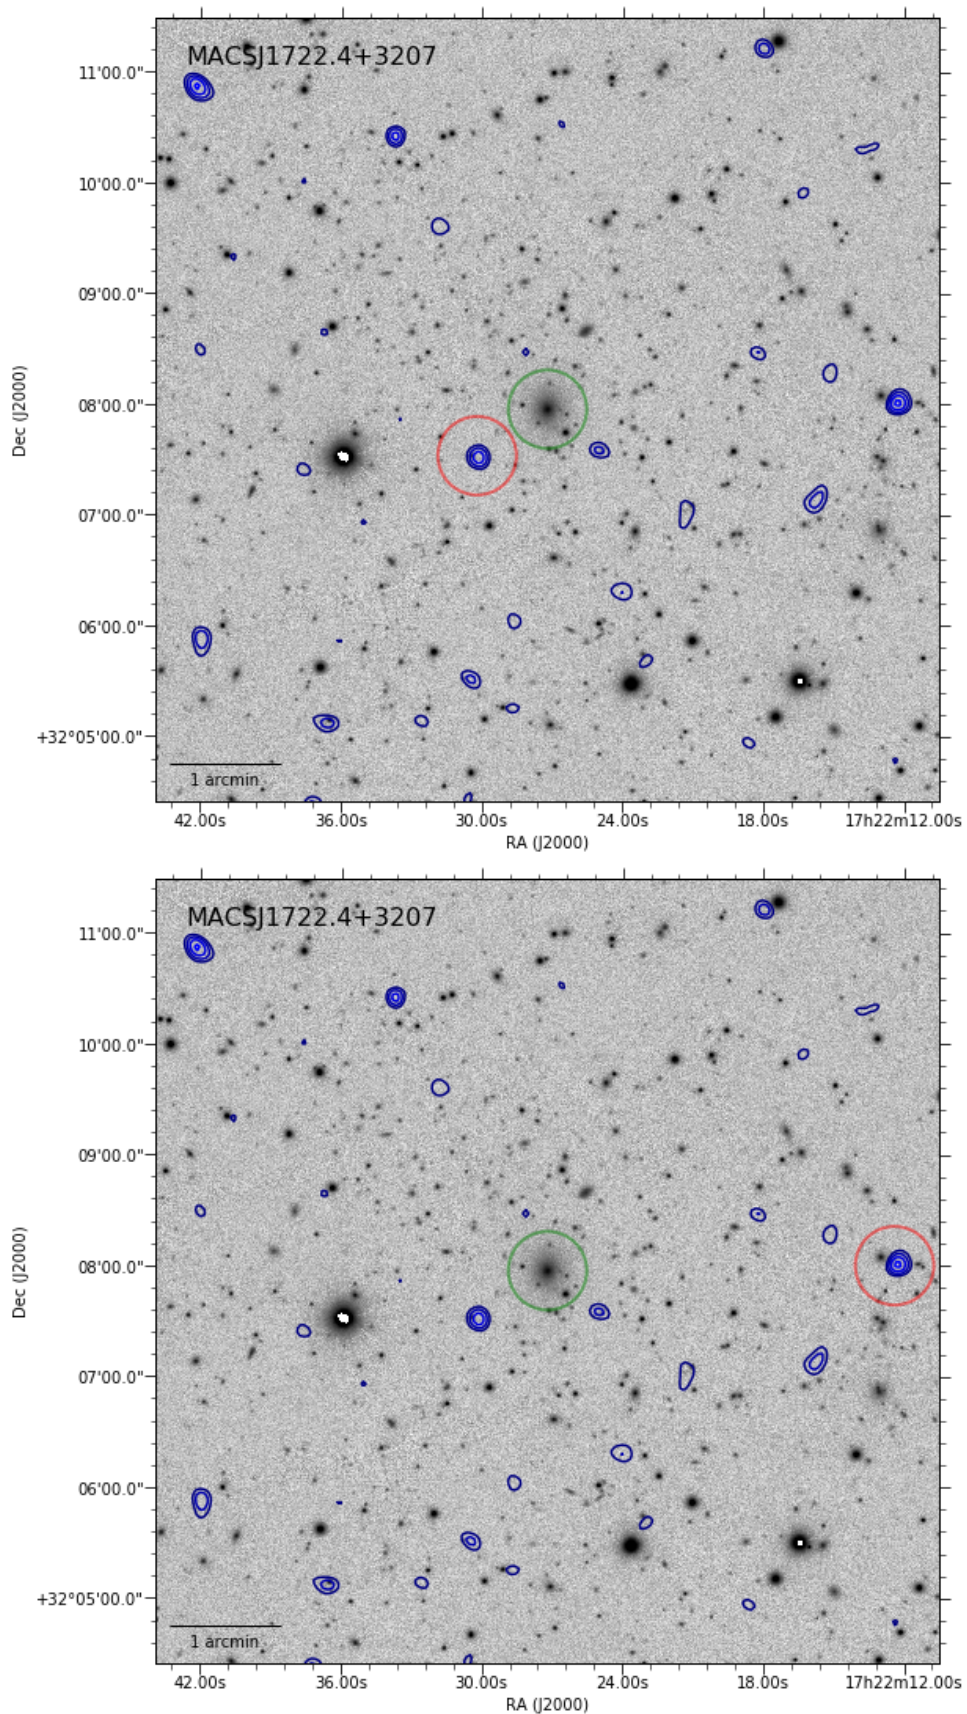 MACSJ1722.4+3207
11'00.0"
10'00.0"
09'00.0"
08'00.0"
07'00.0"
06'00.0"
+32°05'00.0"
Dec (J2000)
1 arcmin
42.00s 36.00s 30.00s 24.00s 18.00s 17h22m12.00s
RA (J2000)
MACSJ1722.4+3207
11'00.0"
10'00.0"
09'00.0"
08'00.0"
07'00.0"
06'00.0"
+32°05'00.0"
Dec (J2000)
1 arcmin
42.00s 36.00s 30.00s 24.00s 18.00s 17h22m12.00s
RA (J2000)